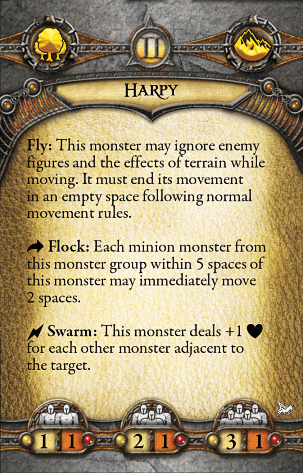 II
HARPY
Fly: This monster may ignore enemy
figures and the effects of terrain while
moving. It must end its movement
in an empty space following normal
movement rules.
Flock: Each minion monster from
this monster group within 5 spaces of
this monster may immediately move
2 spaces.
Swarm: This monster deals +1
for each other monster adjacent to
the target.
1 1 2 1 3 1